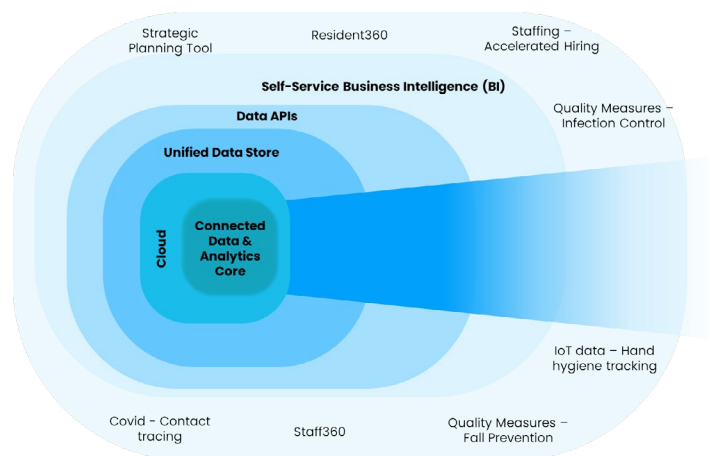 Strategic
Planning Tool
Resident360
Staffing –
Accelerated Hiring
Self-Service Business Intelligence (BI)
Quality Measures –
Infection Control
Data APIs
Unified Data Store
Cloud
Connected
Data &
Analytics
Core
IoT data – Hand
hygiene tracking
Covid - Contact
tracing
Staff360
Quality Measures –
Fall Prevention